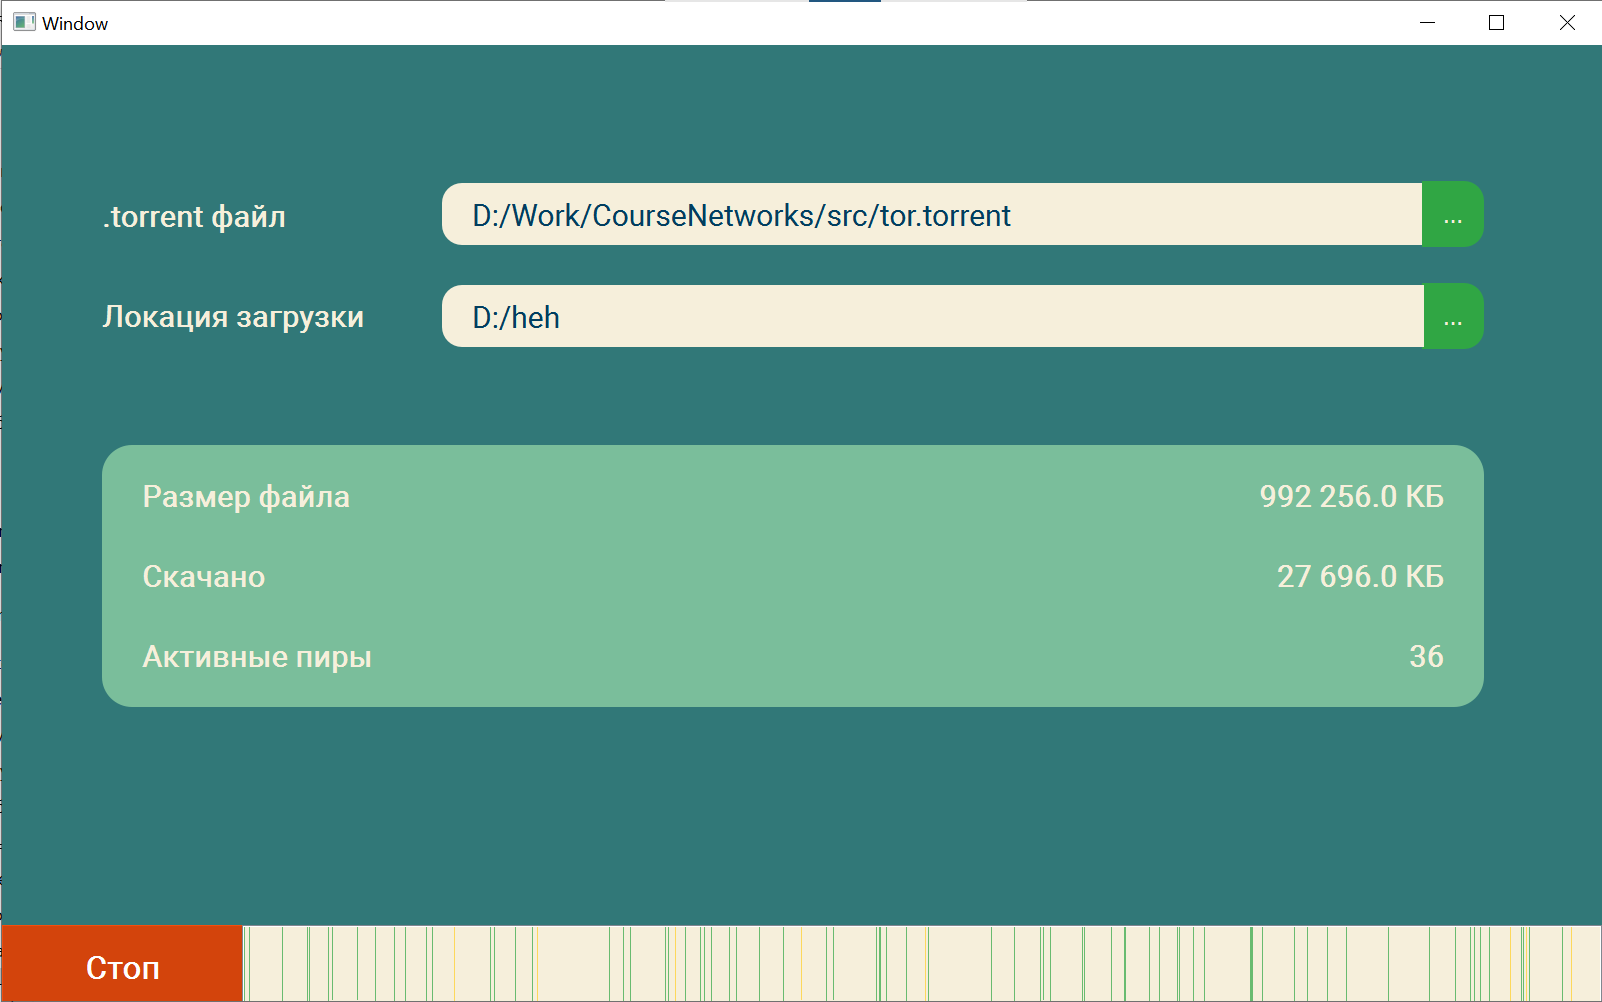 Window
.torrent файл
D:/Work/CourseNetworks/src/tor.torrent
...
Локация загрузки
D:/heh
...
Размер файла
992 256.0 КБ
Скачано
27 696.0 КБ
Активные пиры
36
Стоп